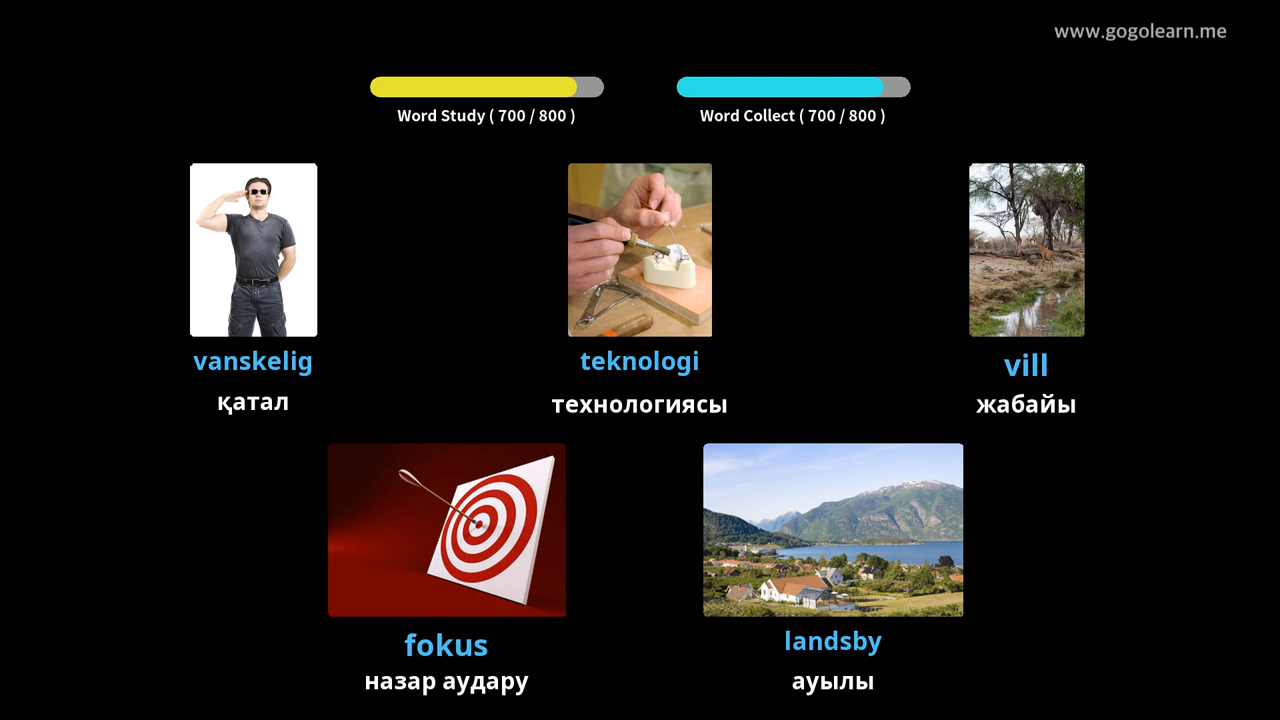 www.gogolearn.me
Word Study ( 700 / 800 )
Word Collect ( 700 / 800 )
vanskelig
қатал
teknologi
технологиясы
vill
жабайы
fokus
назар аудару
landsby
ауылы